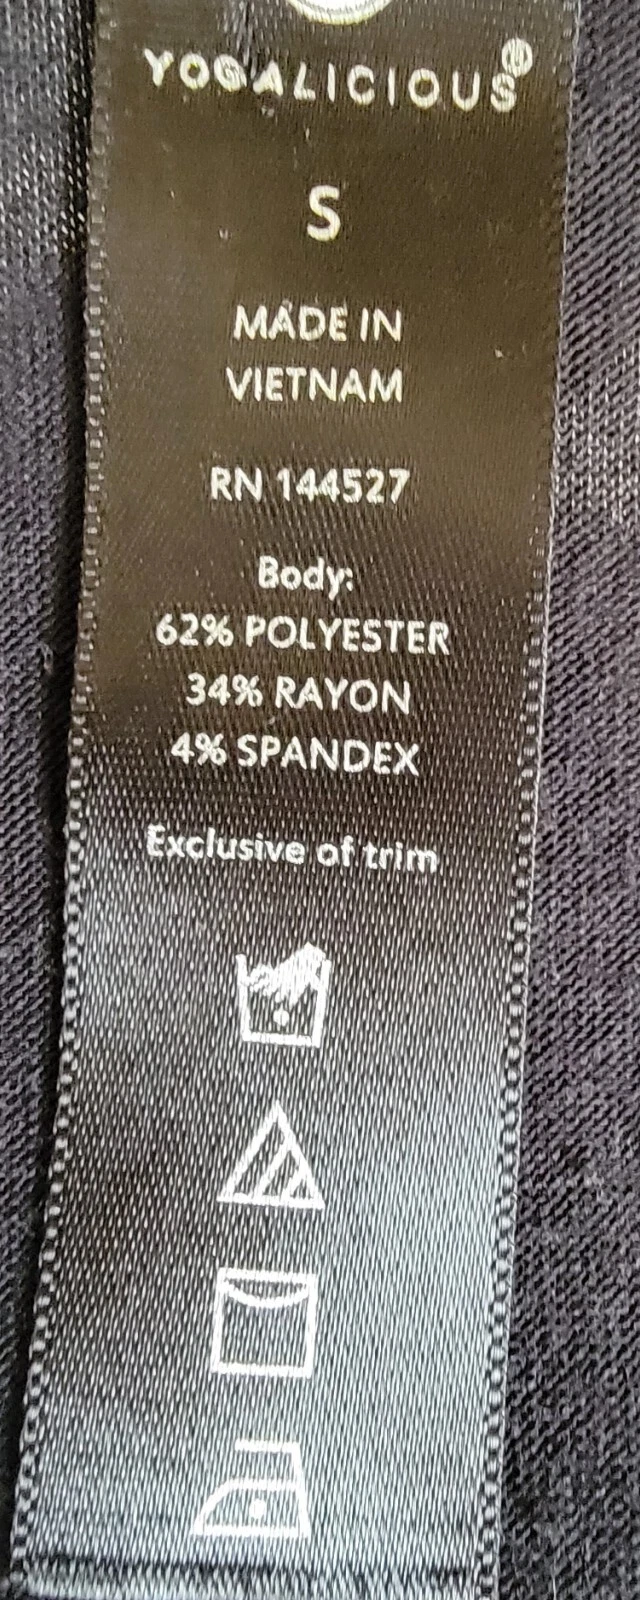 YOGALICIOUS®
S
MADE IN
VIETNAM
RN 144527
Body:
62% POLYESTER
34% RAYON
4% SPANDEX
Exclusive of trim